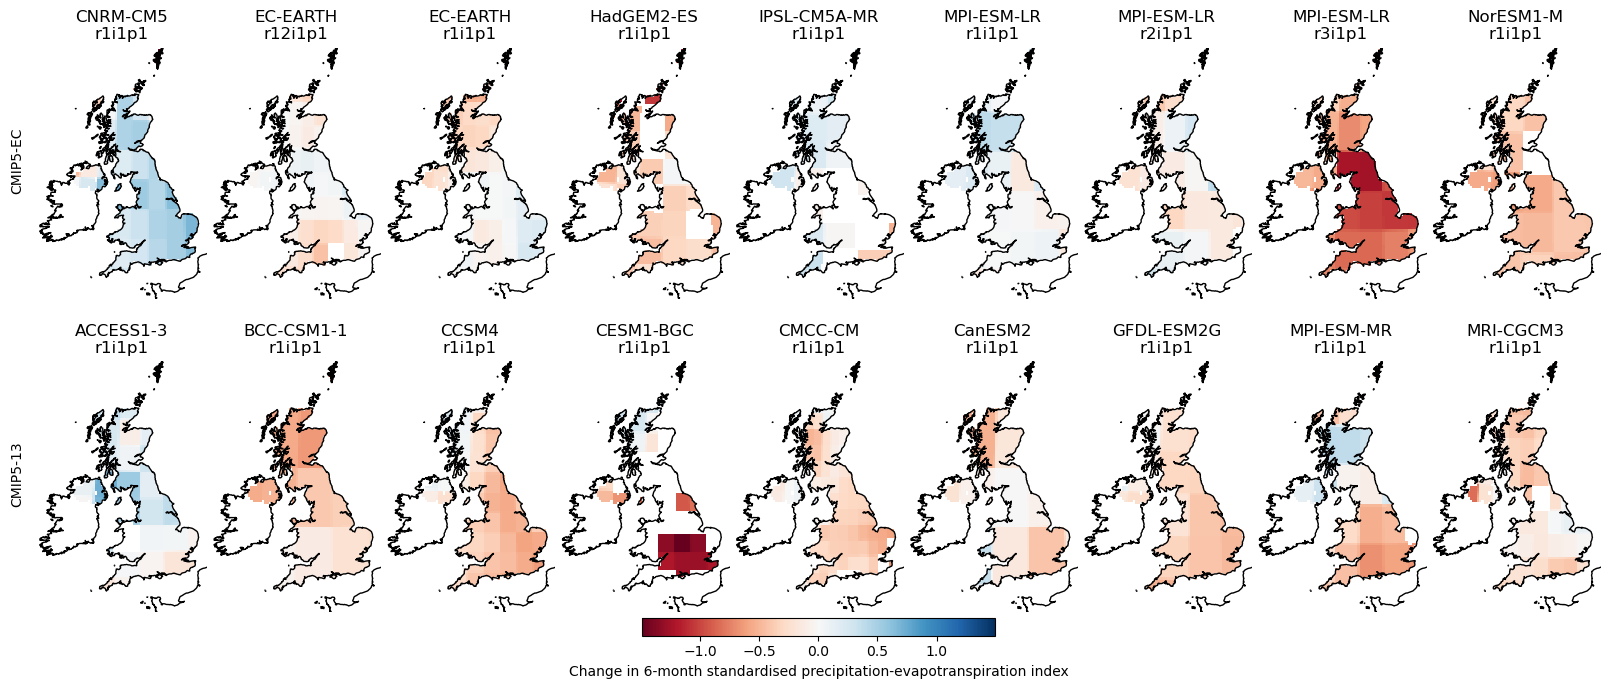 CNRM-CM5 EC-EARTH EC-EARTH HadGEM2-ES IPSL-CM5A-MR MPI-ESM-LR MPI-ESM-LR MPI-ESM-LR NorESM1-M
r1i1p1 r12i1p1 r1i1p1 r1i1p1 r1i1p1 r1i1p1 r2i1p1 r3i1p1 r1i1p1
CMIP5-EC
ACCESS1-3 BCC-CSM1-1 CCSM4 CESM1-BGC CMCC-CM CanESM2 GFDL-ESM2G MPI-ESM-MR MRI-CGCM3
r1i1p1 r1i1p1 r1i1p1 r1i1p1 r1i1p1 r1i1p1 r1i1p1 r1i1p1 r1i1p1
CMIP5-13
−1.0 −0.5 0.0 0.5 1.0
Change in 6-month standardised precipitation-evapotranspiration index